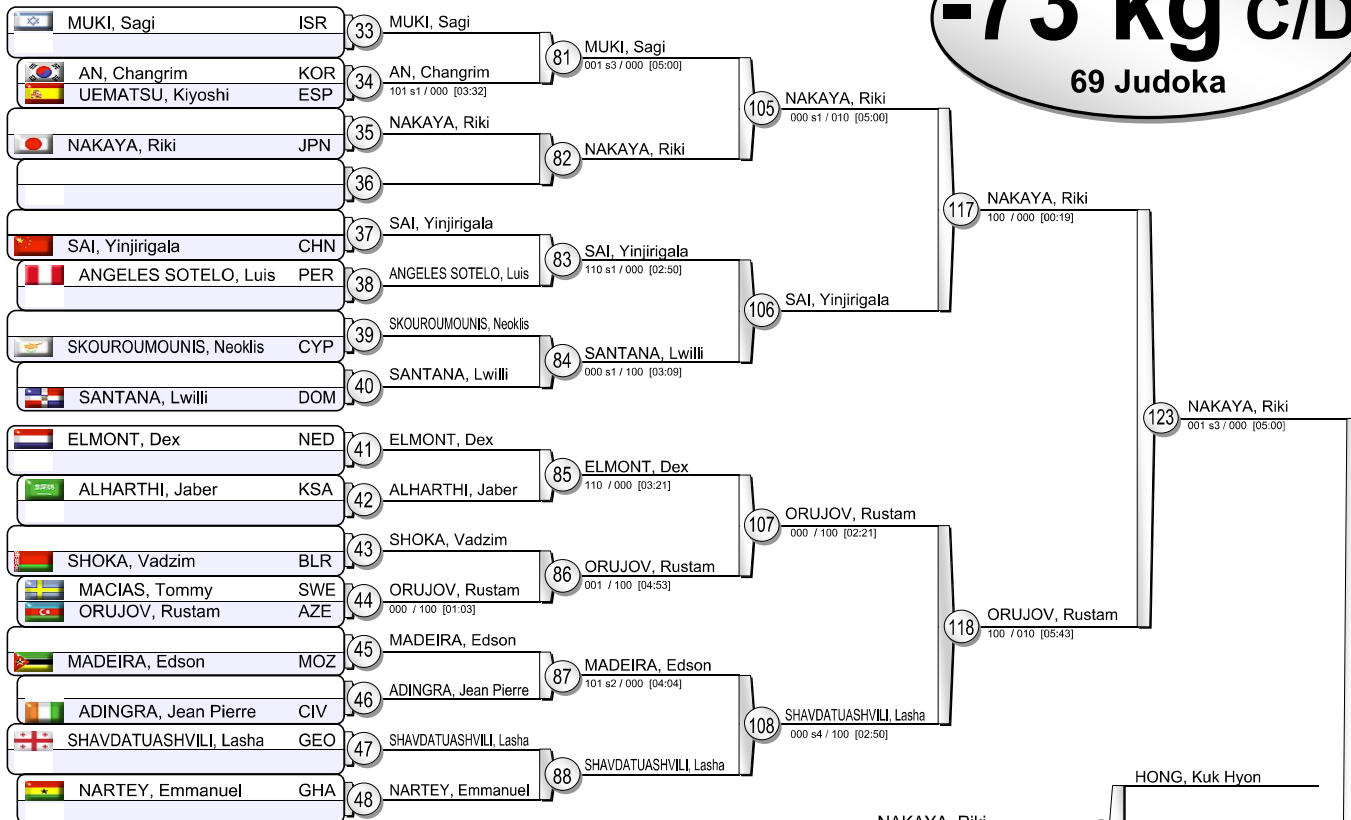 -73 kg C/D
69 Judoka
MUKI, Sagi ISR
AN, Changrim KOR
UEMATSU, Kiyoshi ESP
NAKAYA, Riki JPN
SAI, Yinjirigala CHN
ANGELES SOTELO, Luis PER
SKOUROUMOUNIS, Neoklis CYP
SANTANA, Lwilli DOM
ELMONT, Dex NED
ALHARTHI, Jaber KSA
SHOKA, Vadzim BLR
MACIAS, Tommy SWE
ORUJOV, Rustam AZE
MADEIRA, Edson MOZ
ADINGRA, Jean Pierre CIV
SHAVDATUASHVILI, Lasha GEO
NARTEY, Emmanuel GHA
33 MUKI, Sagi
34 AN, Changrim
101 s1 / 000 [03:32]
35 NAKAYA, Riki
36
37 SAI, Yinjirigala
38 ANGELES SOTELO, Luis
39 SKOUROUMOUNIS, Neoklis
40 SANTANA, Lwilli
41 ELMONT, Dex
42 ALHARTHI, Jaber
43 SHOKA, Vadzim
44 ORUJOV, Rustam
000 / 100 [01:03]
45 MADEIRA, Edson
46 ADINGRA, Jean Pierre
47 SHAVDATUASHVILI, Lasha
48 NARTEY, Emmanuel
81 MUKI, Sagi
001 s3 / 000 [05:00]
82 NAKAYA, Riki
83 SAI, Yinjirigala
110 s1 / 000 [02:50]
84 SANTANA, Lwilli
000 s1 / 100 [03:09]
85 ELMONT, Dex
110 / 000 [03:21]
86 ORUJOV, Rustam
001 / 100 [04:53]
87 MADEIRA, Edson
101 s2 / 000 [04:04]
88 SHAVDATUASHVILI, Lasha
105 NAKAYA, Riki
000 s1 / 010 [05:00]
106 SAI, Yinjirigala
107 ORUJOV, Rustam
000 / 100 [02:21]
108 SHAVDATUASHVILI, Lasha
000 s4 / 100 [02:50]
117 NAKAYA, Riki
100 / 000 [00:19]
118 ORUJOV, Rustam
100 / 010 [05:43]
123 NAKAYA, Riki
001 s3 / 000 [05:00]
HONG, Kuk Hyon
NAKAYA, Riki